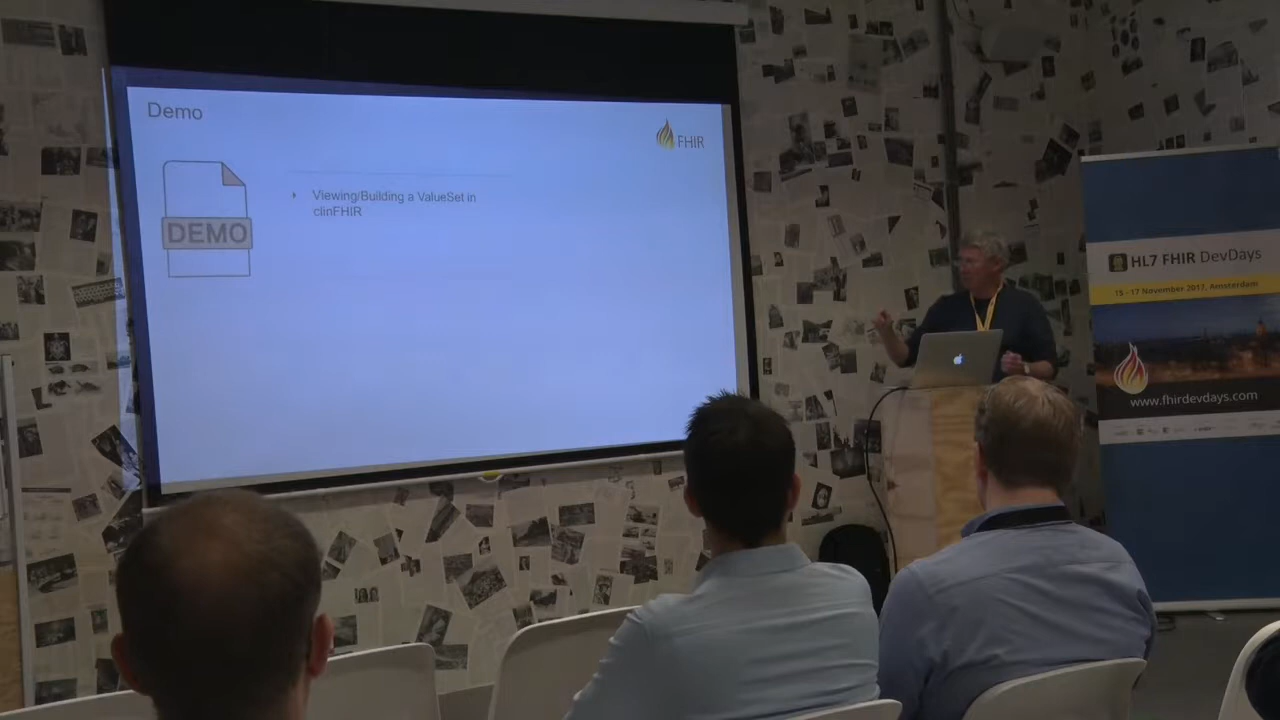 Demo
FHIR
DEMO
Viewing/Building a ValueSet in
clinFHIR
HL7 FHIR DevDays
15 - 17 November 2017, Amsterdam
www.fhirdevdays.com